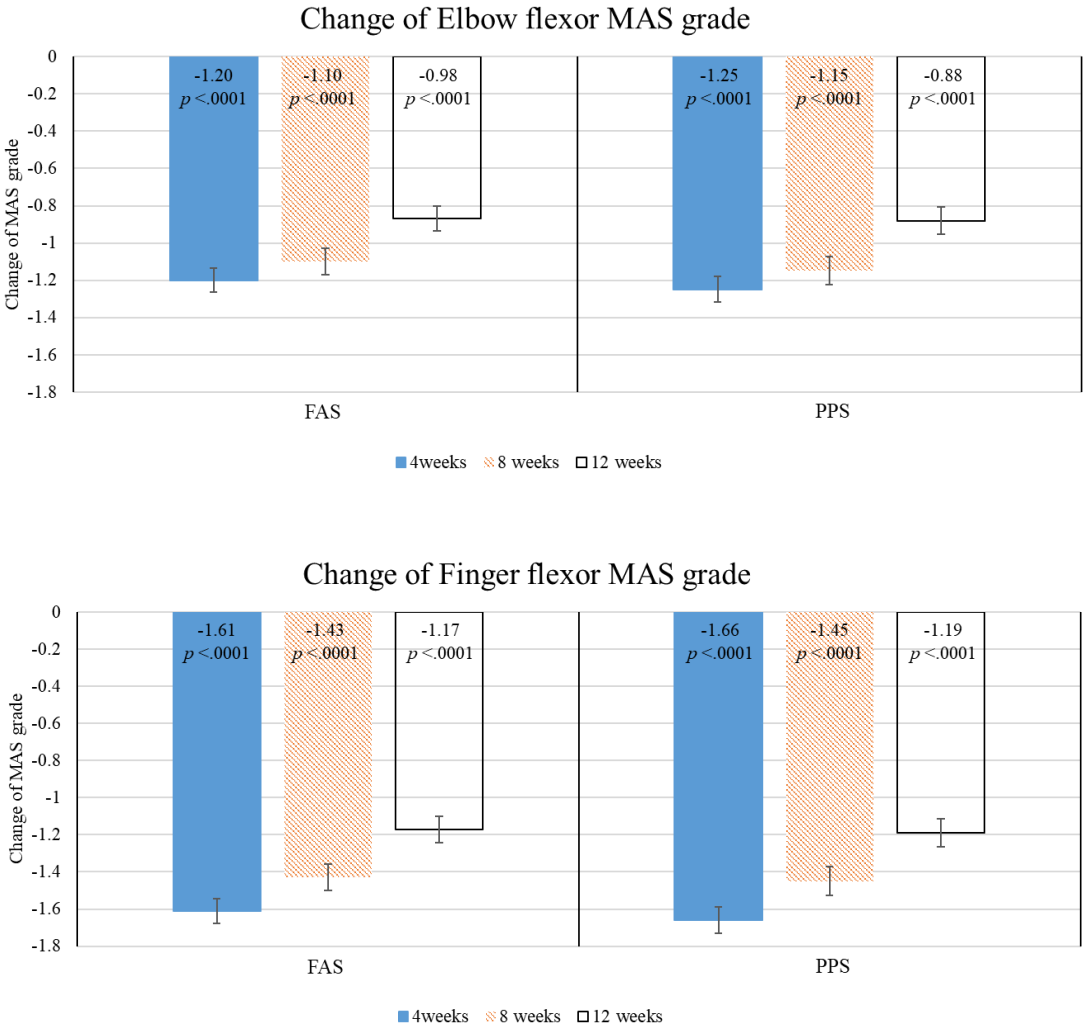 Change of Elbow flexor MAS grade
Change of MAS grade
0
-0.2
-0.4
-0.6
-0.8
-1
-1.2
-1.4
-1.6
-1.8
-1.20 -1.10 -0.98 -1.25 -1.15 -0.88
p <.0001 p <.0001 p <.0001 p <.0001 p <.0001 p <.0001
FAS PPS
4weeks 8 weeks 12 weeks
Change of Finger flexor MAS grade
Change of MAS grade
0
-0.2
-0.4
-0.6
-0.8
-1
-1.2
-1.4
-1.6
-1.8
-1.61 -1.43 -1.17 -1.66 -1.45 -1.19
p <.0001 p <.0001 p <.0001 p <.0001 p <.0001 p <.0001
FAS PPS
4weeks 8 weeks 12 weeks